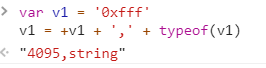 > var v1 = '0xfff'
v1 = +v1 + ',' + typeof(v1)
< "4095,string"